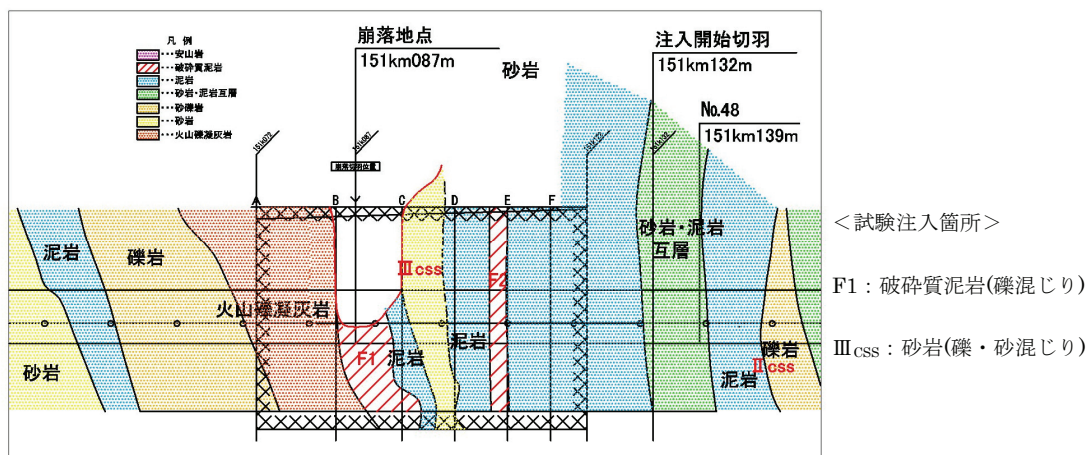 凡 例
・・・安山岩
・・・破砕質泥岩
・・・泥岩
・・・砂岩・泥岩互層
・・・砂礫岩
・・・砂岩
・・・火山礫凝灰岩
崩落地点
151km087m
砂岩
注入開始切羽
151km132m
No.48
151km139m
A
B
C
D
E
F
泥岩
礫岩
火山礫凝灰岩
砂岩
F1
泥岩
Ⅲcss
泥岩
F2
砂岩・泥岩
互層
泥岩
礫岩
Ⅱcss
＜試験注入箇所＞
F1：破砕質泥岩(礫混じり)
Ⅲcss：砂岩(礫・砂混じり)